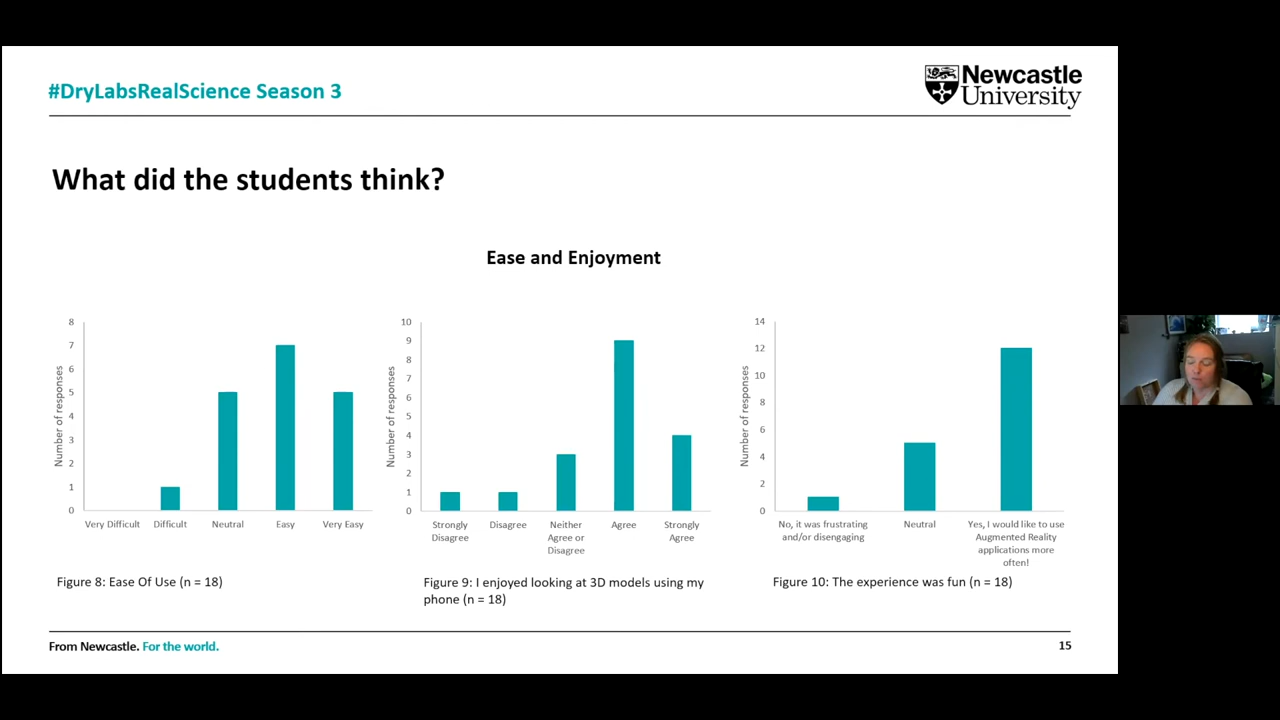 #DryLabsRealScience Season 3
Newcastle
University
What did the students think?
Ease and Enjoyment
8
7
6
5
4
3
2
1
0
Number of responses
Very Difficult
Difficult
Neutral
Easy
Very Easy
Figure 8: Ease Of Use (n = 18)
10
9
8
7
6
5
4
3
2
1
0
Number of responses
Strongly
Disagree
Disagree
Neither
Agree or
Disagree
Agree
Strongly
Agree
Figure 9: I enjoyed looking at 3D models using my
phone (n = 18)
14
12
10
8
6
4
2
0
Number of responses
No, it was frustrating
and/or disengaging
Neutral
Yes, I would like to use
Augmented Reality
applications more
often!
Figure 10: The experience was fun (n = 18)
From Newcastle. For the world.
15